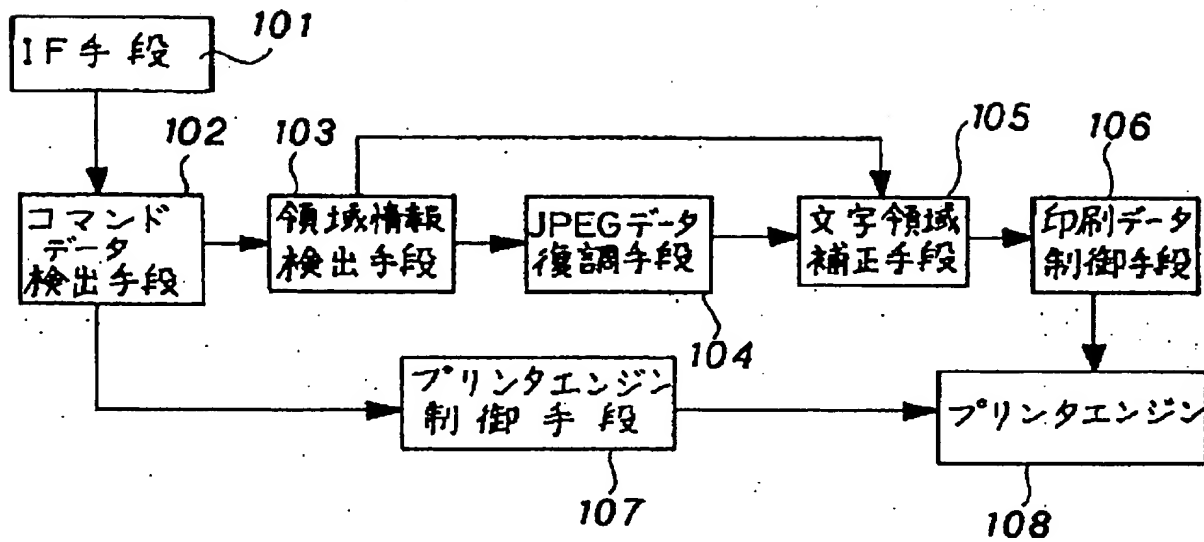 IF手段
101
102
103
105
106
コマンド
データ
検出手段
領域情報
検出手段
JPEGデータ
復調手段
文字領域
補正手段
印刷データ
制御手段
104
プリンタエンジン
制御手段
プリンタエンジン
107
108